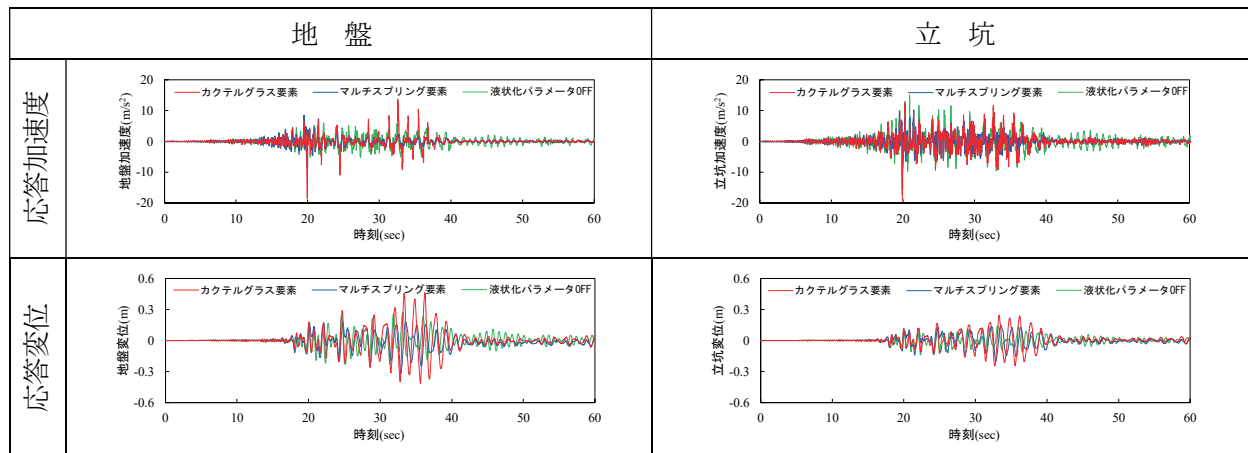 地 盤
立 坑
応答加速度
20
10
0
-10
-20
地盤加速度(m/s²)
カクテルグラス要素 マルチスプリング要素 液状化パラメータOFF
0 10 20 30 40 50 60
時刻(sec)
20
10
0
-10
-20
立坑加速度(m/s²)
カクテルグラス要素 マルチスプリング要素 液状化パラメータOFF
0 10 20 30 40 50 60
時刻(sec)
応答変位
0.6
0.3
0
-0.3
-0.6
地盤変位(m)
カクテルグラス要素 マルチスプリング要素 液状化パラメータOFF
0 10 20 30 40 50 60
時刻(sec)
0.6
0.3
0
-0.3
-0.6
立坑変位(m)
カクテルグラス要素 マルチスプリング要素 液状化パラメータOFF
0 10 20 30 40 50 60
時刻(sec)